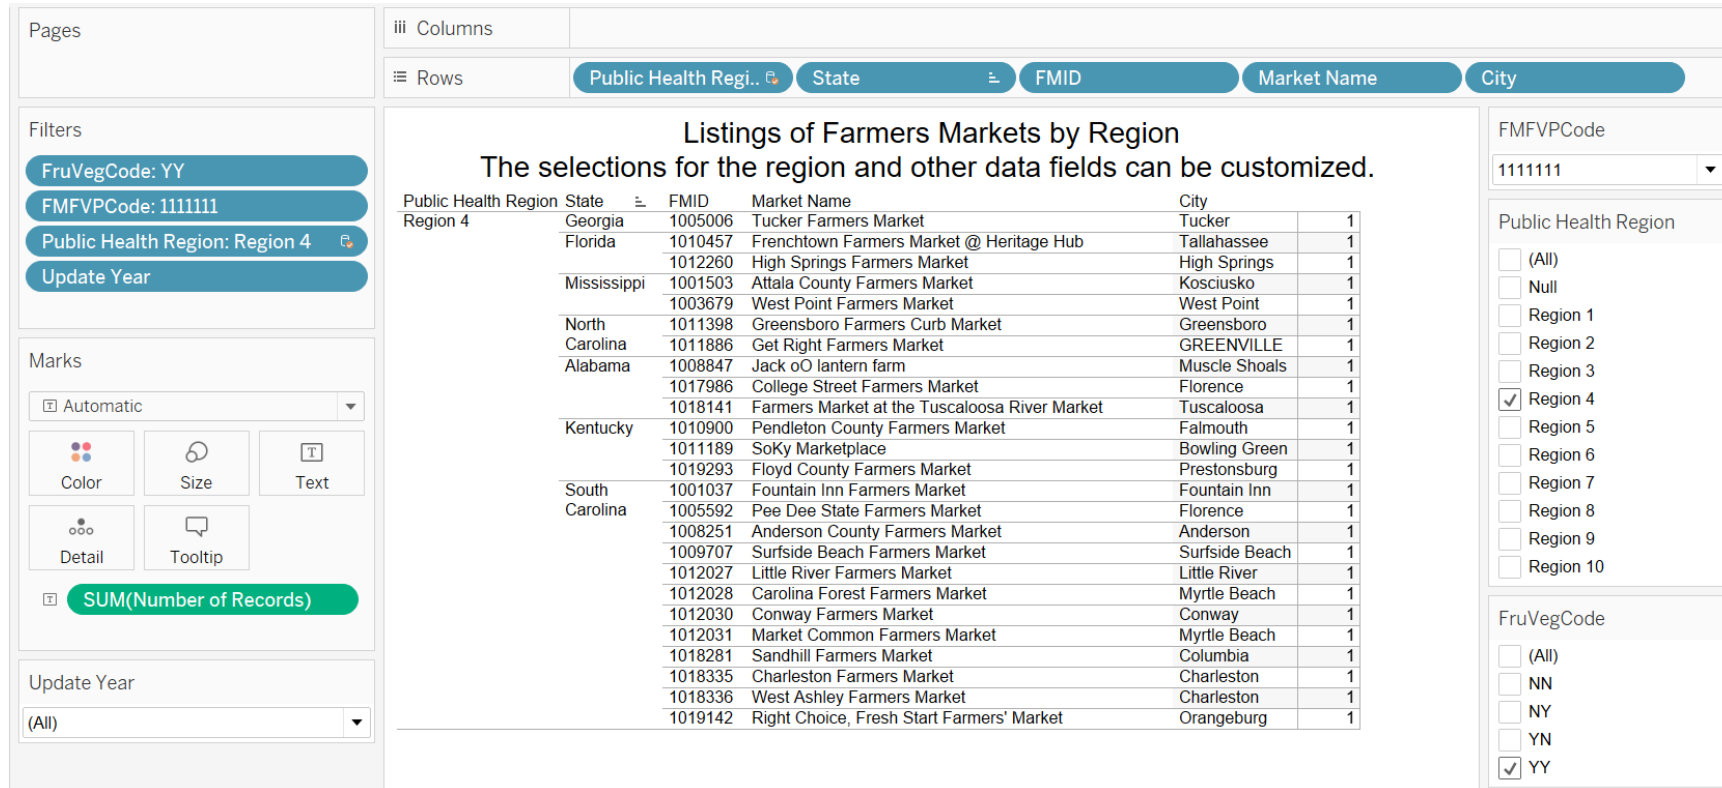 Pages
iii Columns
Rows Public Health Regi.. State FMID Market Name City
Filters
FruVegCode: YY
FMFVPCode: 1111111
Public Health Region: Region 4
Update Year
Marks
T Automatic
Color Size T Text
Detail Tooltip
T SUM(Number of Records)
Update Year
(All)
Listings of Farmers Markets by Region
The selections for the region and other data fields can be customized.
Public Health Region State FMID Market Name City
Region 4 Georgia 1005006 Tucker Farmers Market Tucker 1
Florida 1010457 Frenchtown Farmers Market @ Heritage Hub Tallahassee 1
1012260 High Springs Farmers Market High Springs 1
Mississippi 1001503 Attala County Farmers Market Kosciusko 1
1003679 West Point Farmers Market West Point 1
North 1011398 Greensboro Farmers Curb Market Greensboro 1
Carolina 1011886 Get Right Farmers Market GREENVILLE 1
Alabama 1008847 Jack oO lantern farm Muscle Shoals 1
1017986 College Street Farmers Market Florence 1
1018141 Farmers Market at the Tuscaloosa River Market Tuscaloosa 1
Kentucky 1010900 Pendleton County Farmers Market Falmouth 1
1011189 SoKy Marketplace Bowling Green 1
1019293 Floyd County Farmers Market Prestonsburg 1
South 1001037 Fountain Inn Farmers Market Fountain Inn 1
Carolina 1005592 Pee Dee State Farmers Market Florence 1
1008251 Anderson County Farmers Market Anderson 1
1009707 Surfside Beach Farmers Market Surfside Beach 1
1012027 Little River Farmers Market Little River 1
1012028 Carolina Forest Farmers Market Myrtle Beach 1
1012030 Conway Farmers Market Conway 1
1012031 Market Common Farmers Market Myrtle Beach 1
1018281 Sandhill Farmers Market Columbia 1
1018335 Charleston Farmers Market Charleston 1
1018336 West Ashley Farmers Market Charleston 1
1019142 Right Choice, Fresh Start Farmers' Market Orangeburg 1
FMFVPCode
1111111
Public Health Region
(All)
Null
Region 1
Region 2
Region 3
Region 4
Region 5
Region 6
Region 7
Region 8
Region 9
Region 10
FruVegCode
(All)
NN
NY
YN
YY